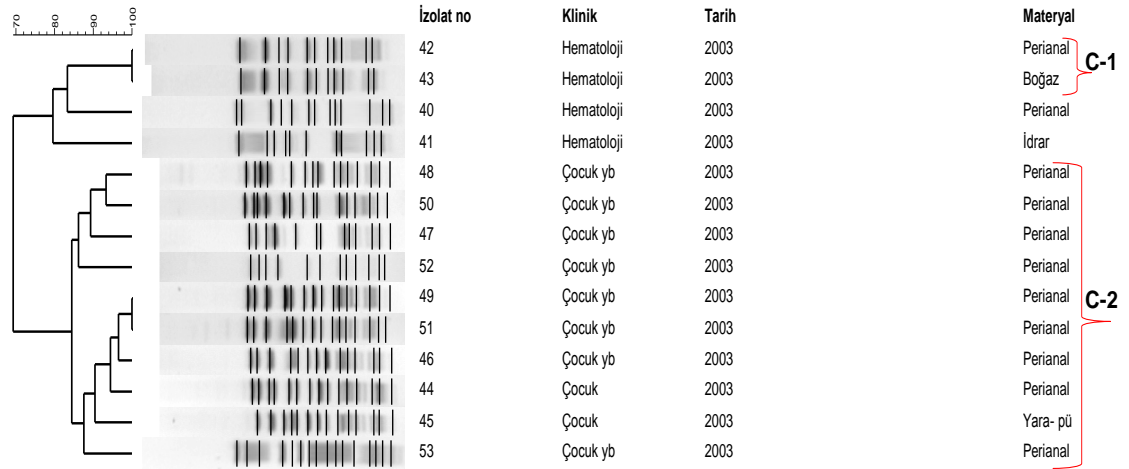 70 80 90 100
İzolat no Klinik Tarih Materyal
42 Hematoloji 2003 Perianal
C-1
43 Hematoloji 2003 Boğaz
40 Hematoloji 2003 Perianal
41 Hematoloji 2003 İdrar
48 Çocuk yb 2003 Perianal
50 Çocuk yb 2003 Perianal
47 Çocuk yb 2003 Perianal
52 Çocuk yb 2003 Perianal
49 Çocuk yb 2003 Perianal
C-2
51 Çocuk yb 2003 Perianal
46 Çocuk yb 2003 Perianal
44 Çocuk 2003 Perianal
45 Çocuk 2003 Yara- pü
53 Çocuk yb 2003 Perianal